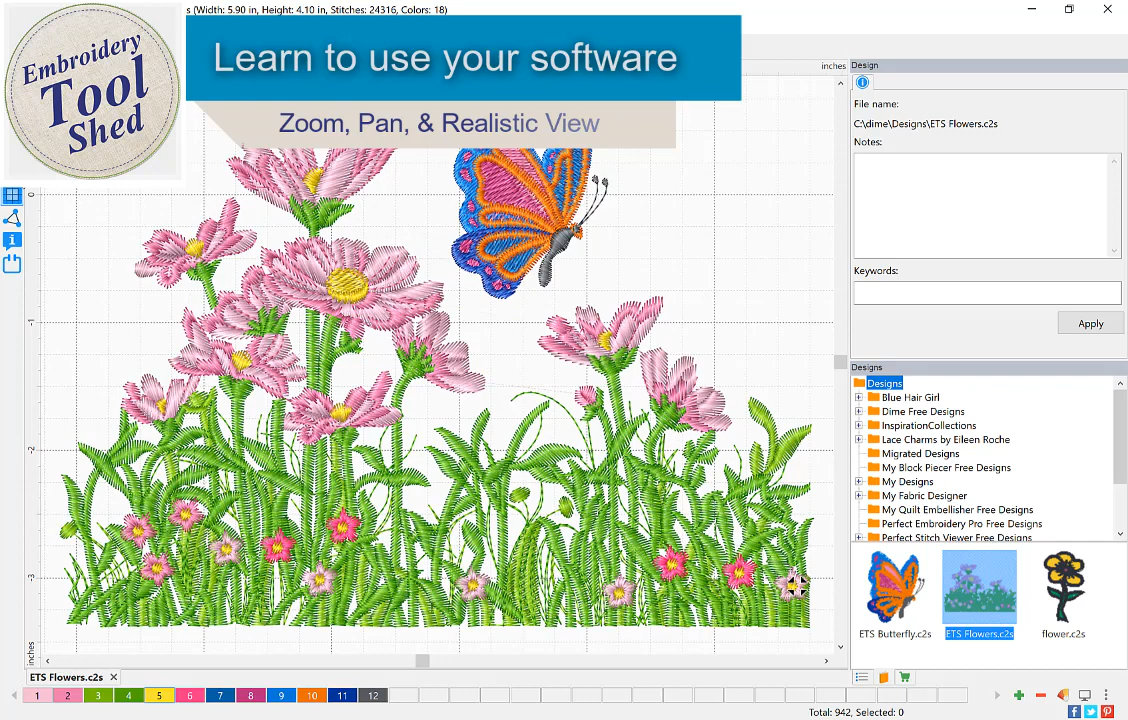 s (Width: 5.90 in, Height: 4.10 in, Stitches: 24316, Colors: 18)
Embroidery
Tool
Shed
Learn to use your software
Zoom, Pan, & Realistic View
inches
0
-1
-2
-3
inches
Design
File name:
C:\dime\Designs\ETS Flowers.c2s
Notes:
Keywords:
Apply
Designs
Designs
Blue Hair Girl
Dime Free Designs
InspirationCollections
Lace Charms by Eileen Roche
Migrated Designs
My Block Piecer Free Designs
My Designs
My Fabric Designer
My Quilt Embellisher Free Designs
Perfect Embroidery Pro Free Designs
Perfect Stitch Viewer Free Designs
ETS Butterfly.c2s ETS Flowers.c2s flower.c2s
ETS Flowers.c2s
1 2 3 4 5 6 7 8 9 10 11 12
Total: 942, Selected: 0